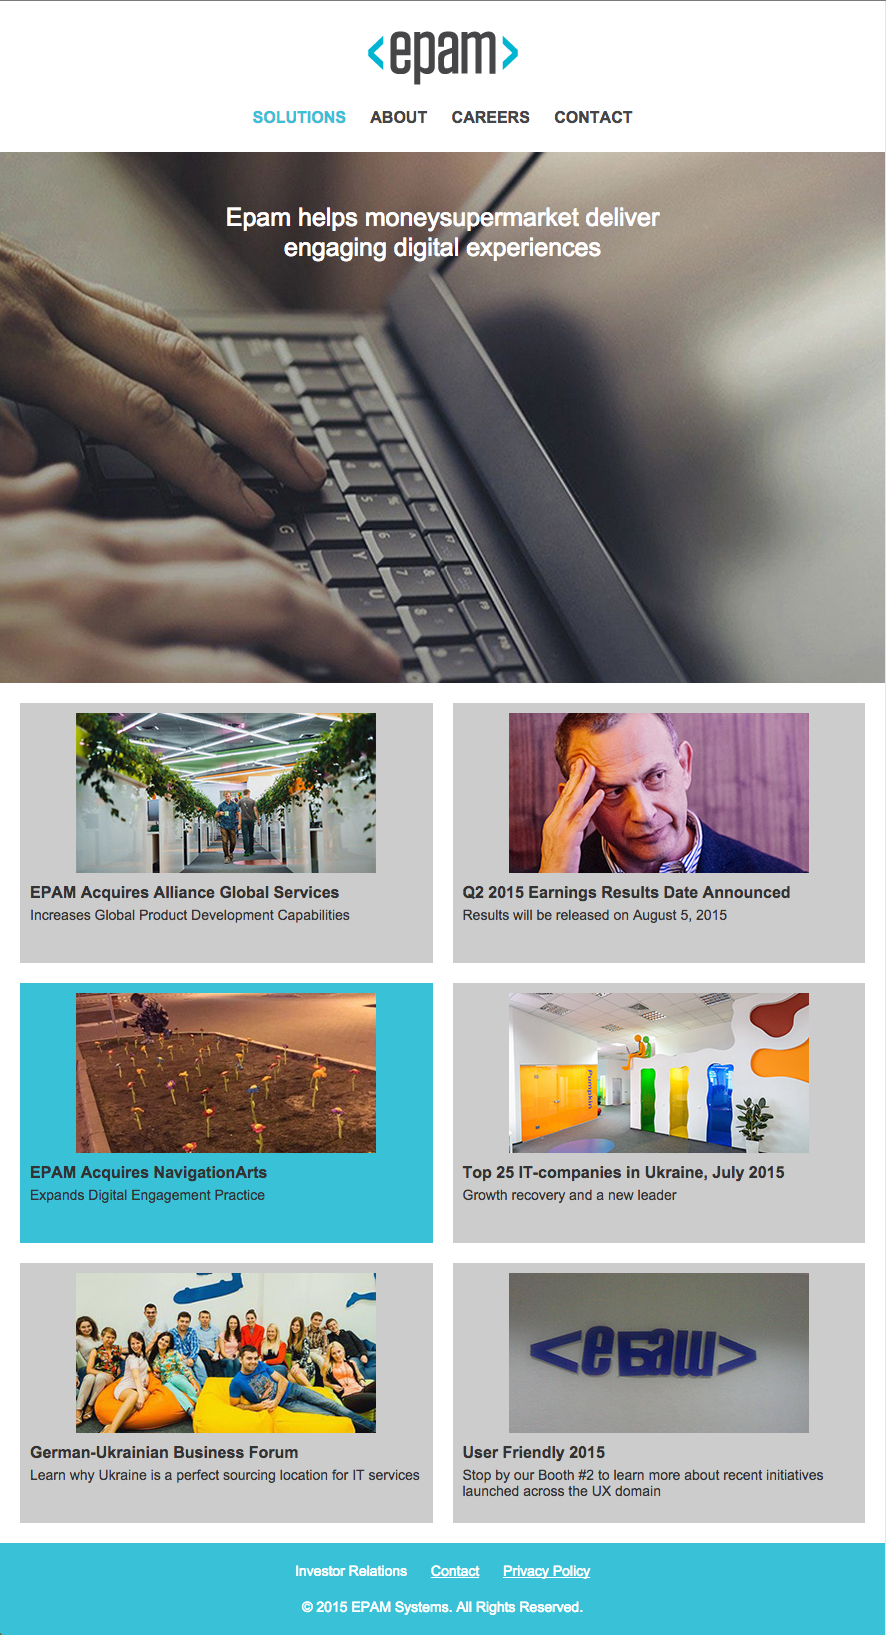 <epam>
SOLUTIONS ABOUT CAREERS CONTACT
Epam helps moneysupermarket deliver
engaging digital experiences
EPAM Acquires Alliance Global Services
Increases Global Product Development Capabilities
Q2 2015 Earnings Results Date Announced
Results will be released on August 5, 2015
Pumpkin
EPAM Acquires NavigationArts
Expands Digital Engagement Practice
Top 25 IT-companies in Ukraine, July 2015
Growth recovery and a new leader
<eбаш>
German-Ukrainian Business Forum
Learn why Ukraine is a perfect sourcing location for IT services
User Friendly 2015
Stop by our Booth #2 to learn more about recent initiatives
launched across the UX domain
Investor Relations Contact Privacy Policy
© 2015 EPAM Systems. All Rights Reserved.